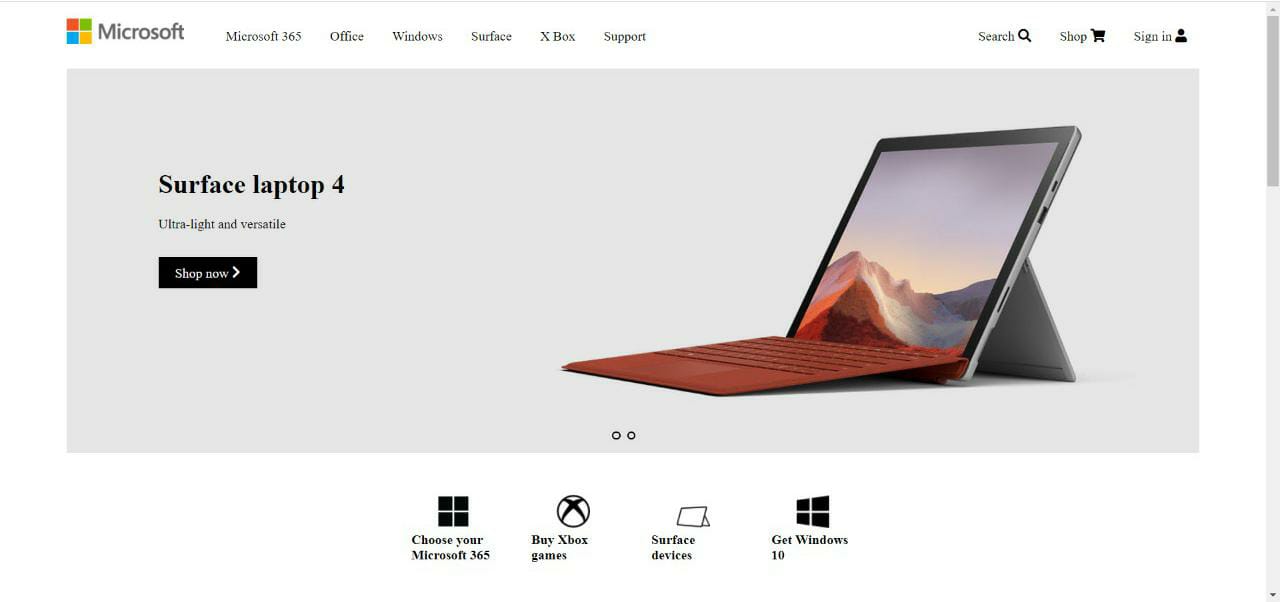 Microsoft
Microsoft 365 Office Windows Surface X Box Support Search Shop Sign in
Surface laptop 4
Ultra-light and versatile
Shop now
Choose your
Microsoft 365
Buy Xbox
games
Surface
devices
Get Windows
10